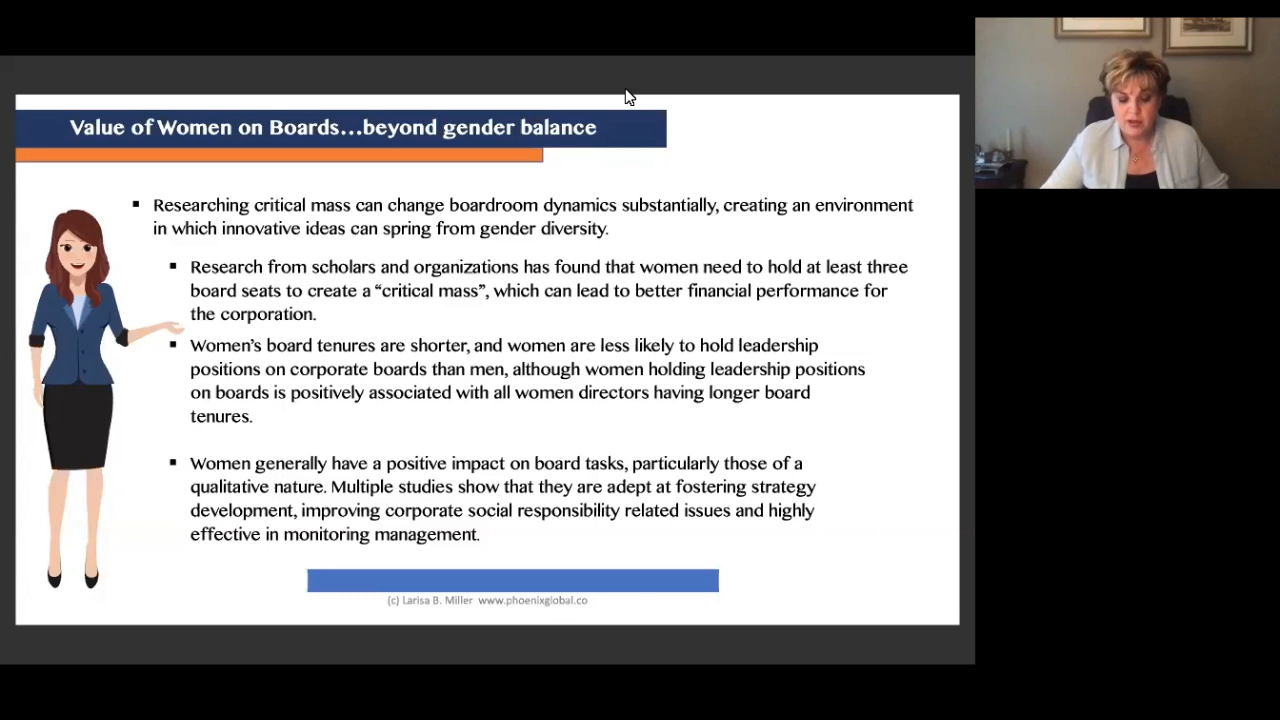 Value of Women on Boards...beyond gender balance
▪ Researching critical mass can change boardroom dynamics substantially, creating an environment
in which innovative ideas can spring from gender diversity.
▪ Research from scholars and organizations has found that women need to hold at least three
board seats to create a “critical mass”, which can lead to better financial performance for
the corporation.
▪ Women’s board tenures are shorter, and women are less likely to hold leadership
positions on corporate boards than men, although women holding leadership positions
on boards is positively associated with all women directors having longer board
tenures.
▪ Women generally have a positive impact on board tasks, particularly those of a
qualitative nature. Multiple studies show that they are adept at fostering strategy
development, improving corporate social responsibility related issues and highly
effective in monitoring management.
(c) Larisa B. Miller www.phoenixglobal.co